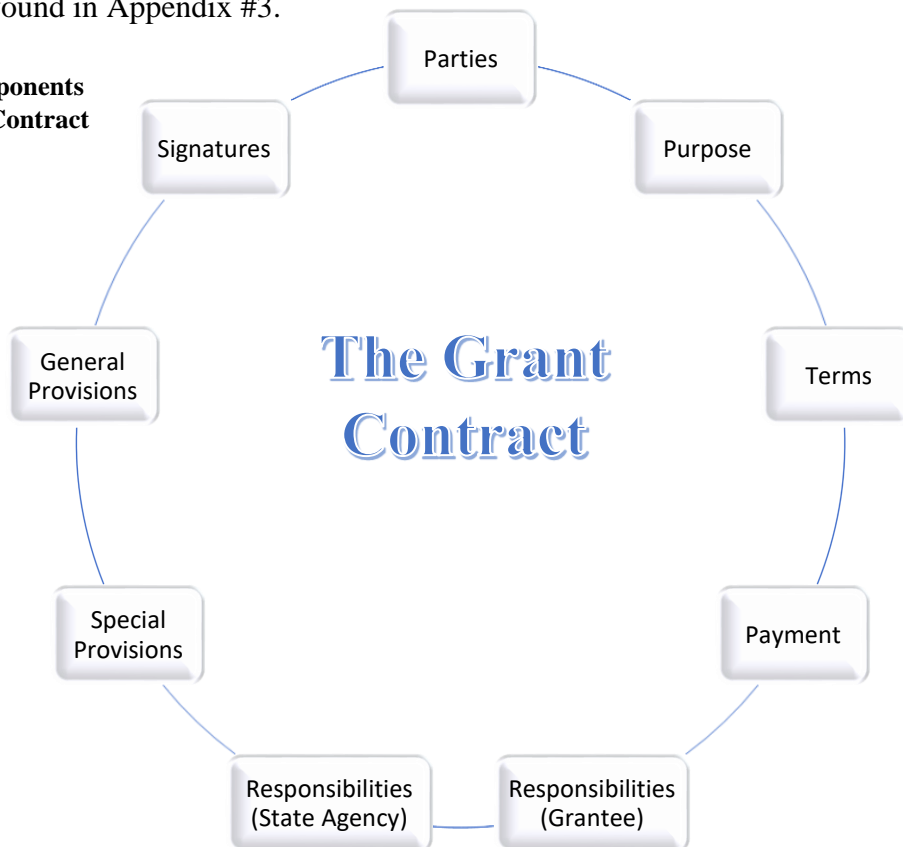 ound in Appendix #3.
ponents
Contract
Parties
Signatures
Purpose
The Grant
Contract
General
Provisions
Terms
Special
Provisions
Payment
Responsibilities
(State Agency)
Responsibilities
(Grantee)